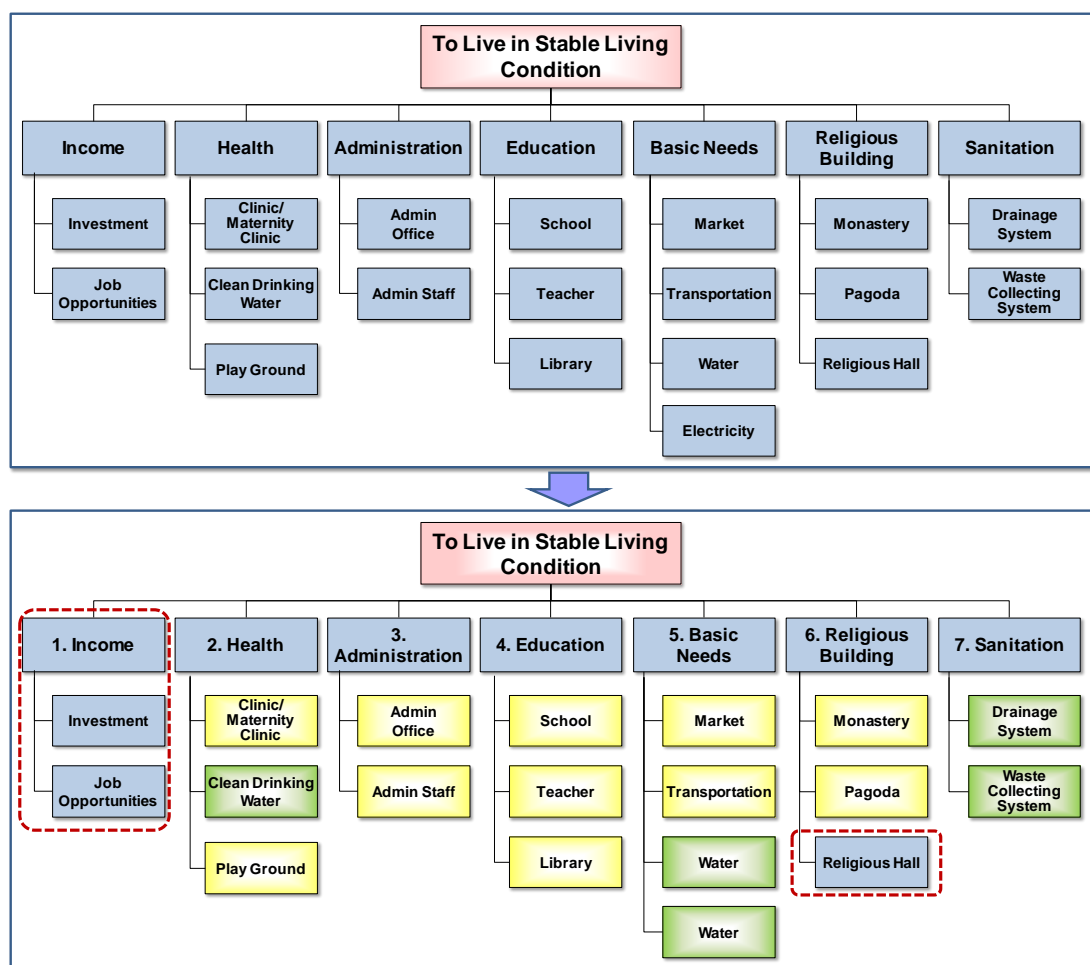 To Live in Stable Living
Condition
Income
Health
Administration
Education
Basic Needs
Religious
Building
Sanitation
Investment
Clinic/
Maternity
Clinic
Admin
Office
School
Market
Monastery
Drainage
System
Job
Opportunities
Clean Drinking
Water
Admin Staff
Teacher
Transportation
Pagoda
Waste
Collecting
System
Play Ground
Library
Water
Religious Hall
Electricity
To Live in Stable Living
Condition
1. Income
2. Health
3.
Administration
4. Education
5. Basic
Needs
6. Religious
Building
7. Sanitation
Investment
Clinic/
Maternity
Clinic
Admin
Office
School
Market
Monastery
Drainage
System
Job
Opportunities
Clean Drinking
Water
Admin Staff
Teacher
Transportation
Pagoda
Waste
Collecting
System
Play Ground
Library
Water
Religious Hall
Water